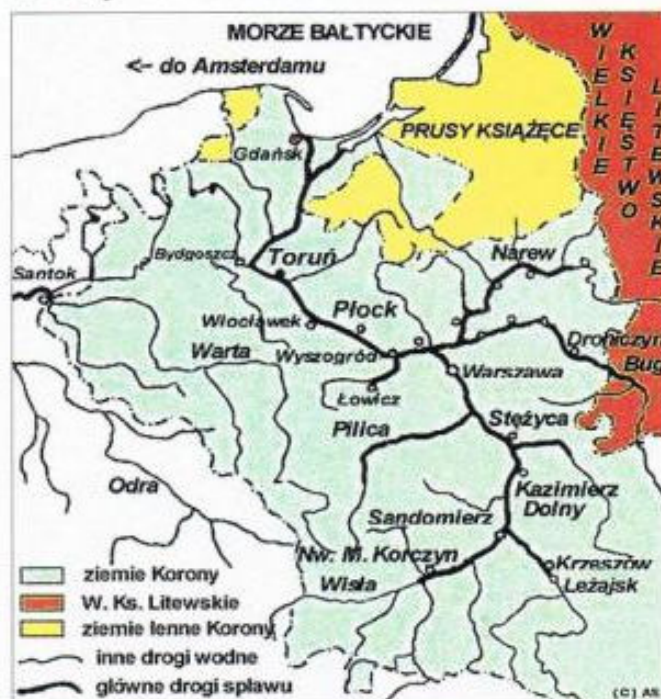 MORZE BAŁTYCKIE
<- do Amsterdamu
WIELKIE
KSIĘSTWO
LITEWSKIE
PRUSY KSIĄŻĘCE
Gdańsk
Bydgoszcz
Toruń
Narew
Santok
Płock
Włocławek
Warta
Wyszogród
Drohiczyn
Bug
Warszawa
Łowicz
Stężyca
Pilica
Odra
Kazimierz
Dolny
Sandomierz
Nw. M. Korczyn
Krzeszów
Leżajsk
Wisła
ziemie Korony
W. Ks. Litewskie
ziemie lenne Korony
inne drogi wodne
główne drogi spławu